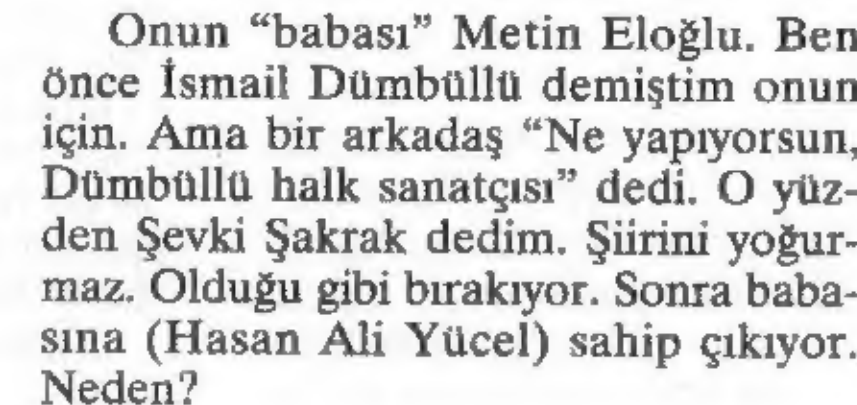 Onun “babası” Metin Eloğlu. Ben
önce İsmail Dümbüllü demiştim onun
için. Ama bir arkadaş “Ne yapıyorsun,
Dümbüllü halk sanatçısı” dedi. O yüz-
den Şevki Şakrak dedim. Şiirini yoğur-
maz. Olduğu gibi bırakıyor. Sonra baba-
sına (Hasan Ali Yücel) sahip çıkıyor.
Neden?